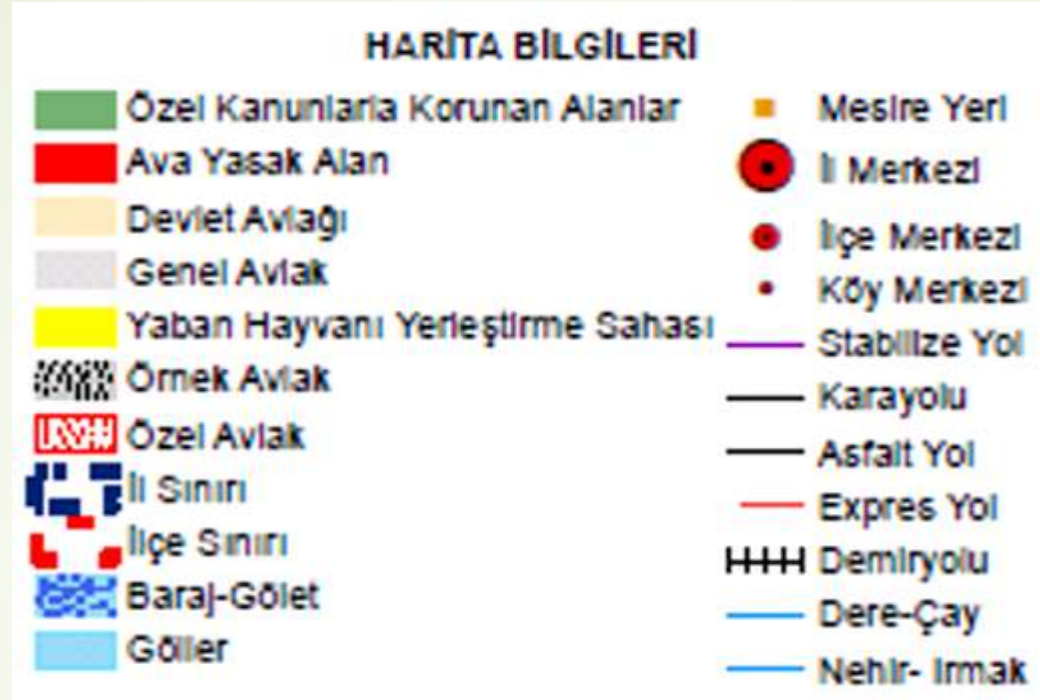 HARİTA BİLGİLERİ
Özel Kanunlarla Korunan Alanlar
Ava Yasak Alan
Devlet Avlağı
Genel Avlak
Yaban Hayvanı Yerleştirme Sahası
Örnek Avlak
Özel Avlak
İl Sınırı
İlçe Sınırı
Baraj-Gölet
Göller
Mesire Yeri
İl Merkezi
İlçe Merkezi
Köy Merkezi
Stabilize Yol
Karayolu
Asfalt Yol
Expres Yol
Demiryolu
Dere-Çay
Nehir- Irmak